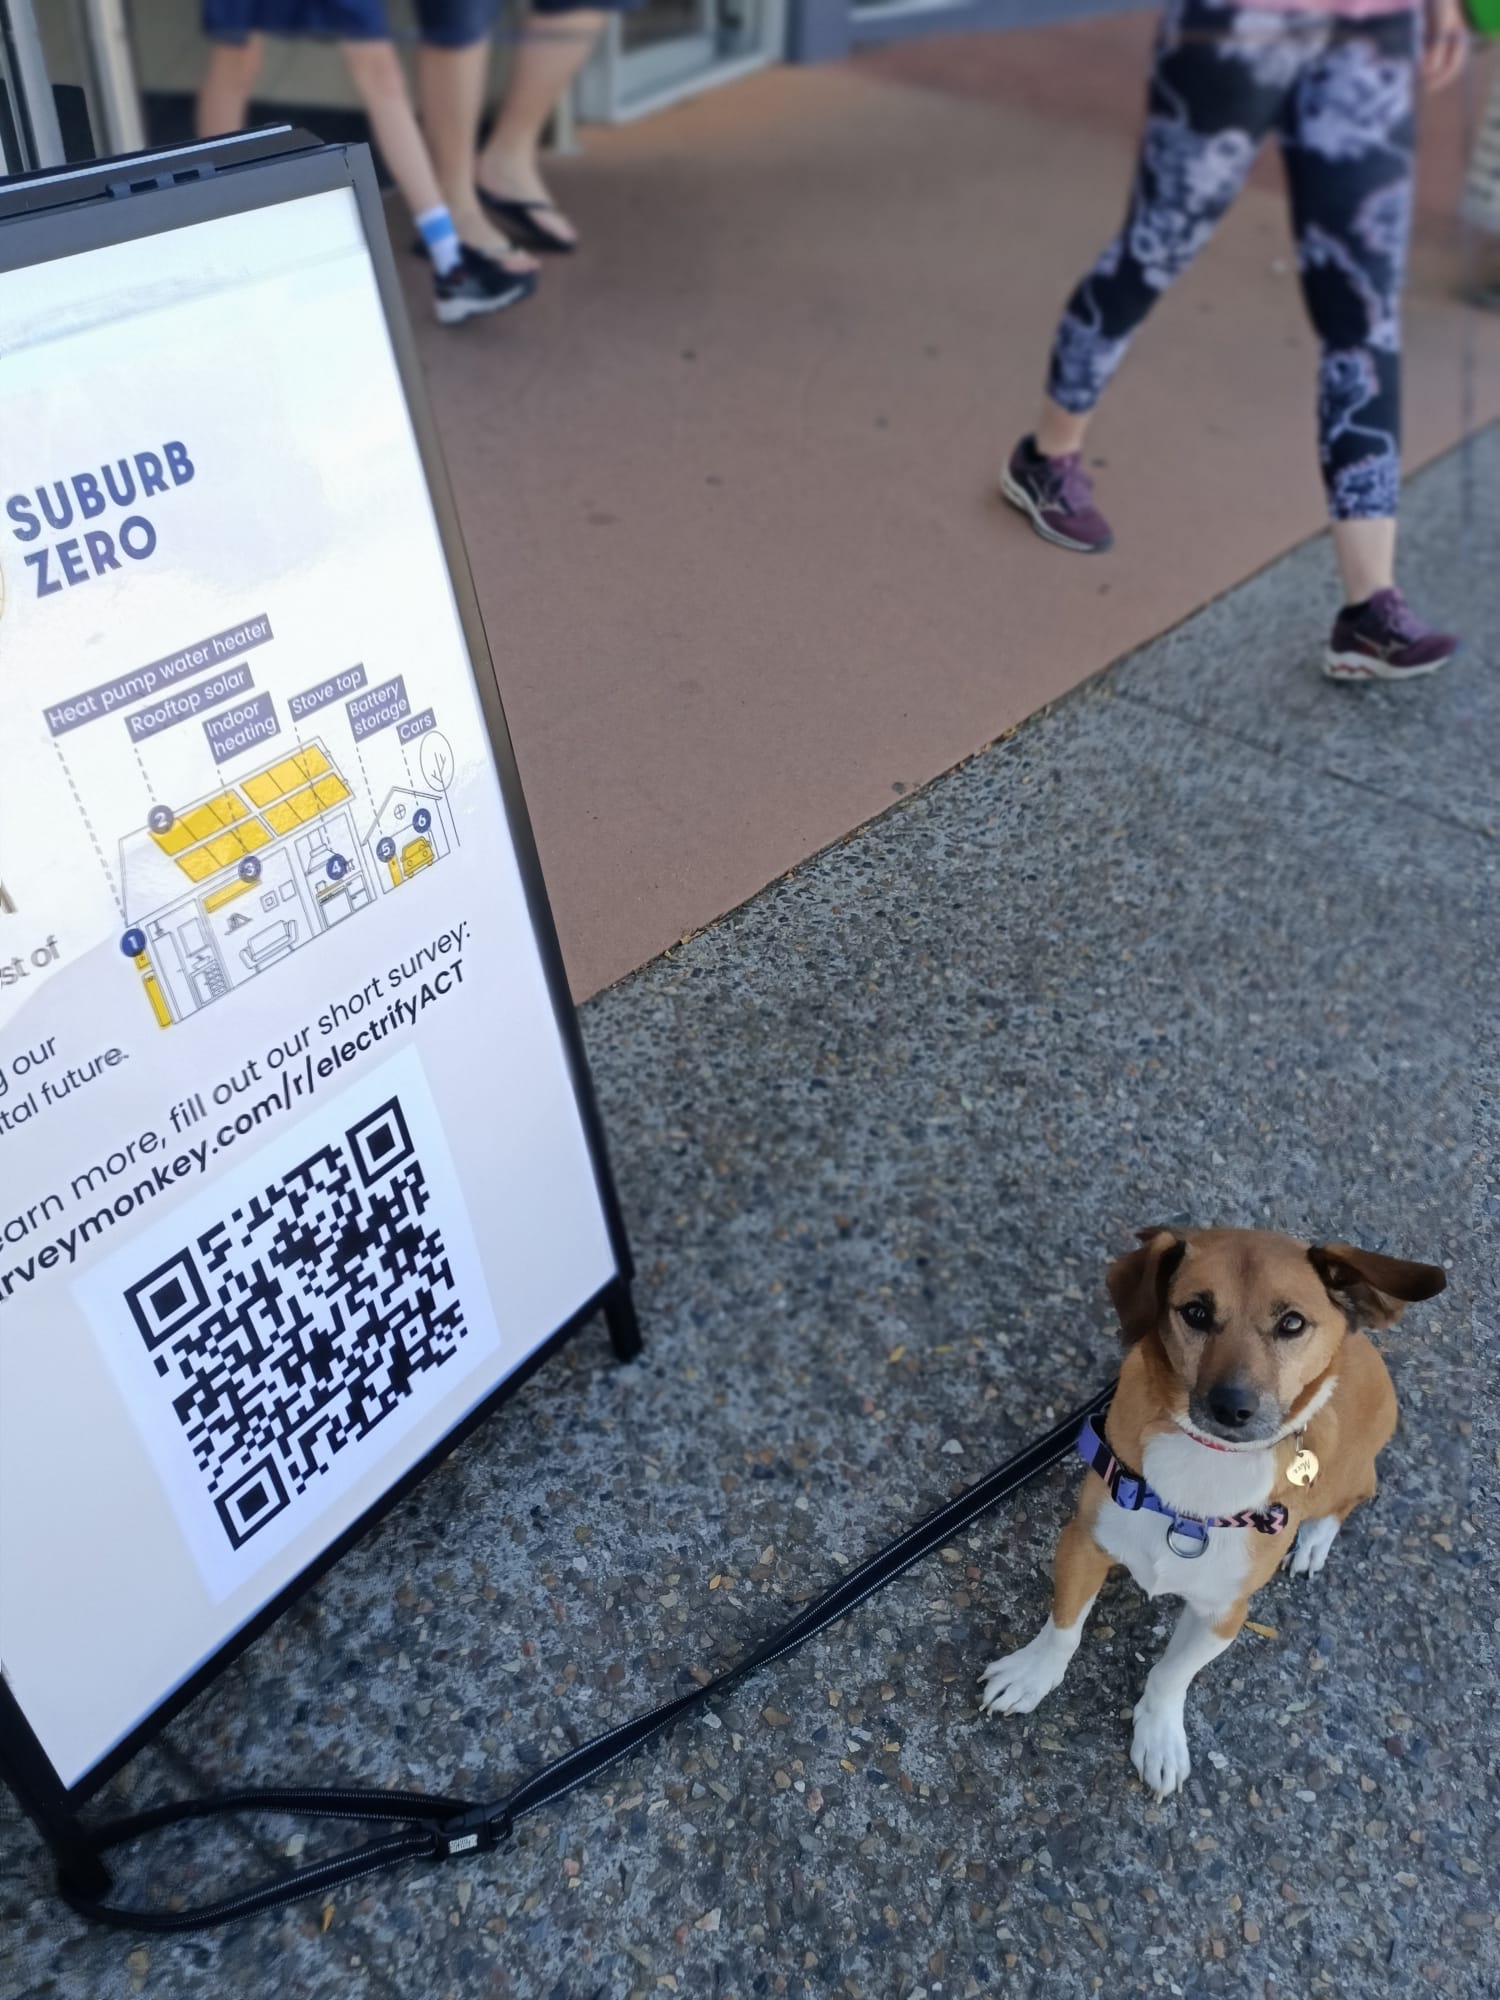 SUBURB
ZERO
Heat pump water heater
Rooftop solar
Indoor
heating
Stove top
Battery
storage
Cars
1
2
3
4
5
6
st of
g our
tal future.
earn more, fill out our short survey:
rveymonkey.com/r/electrifyACT